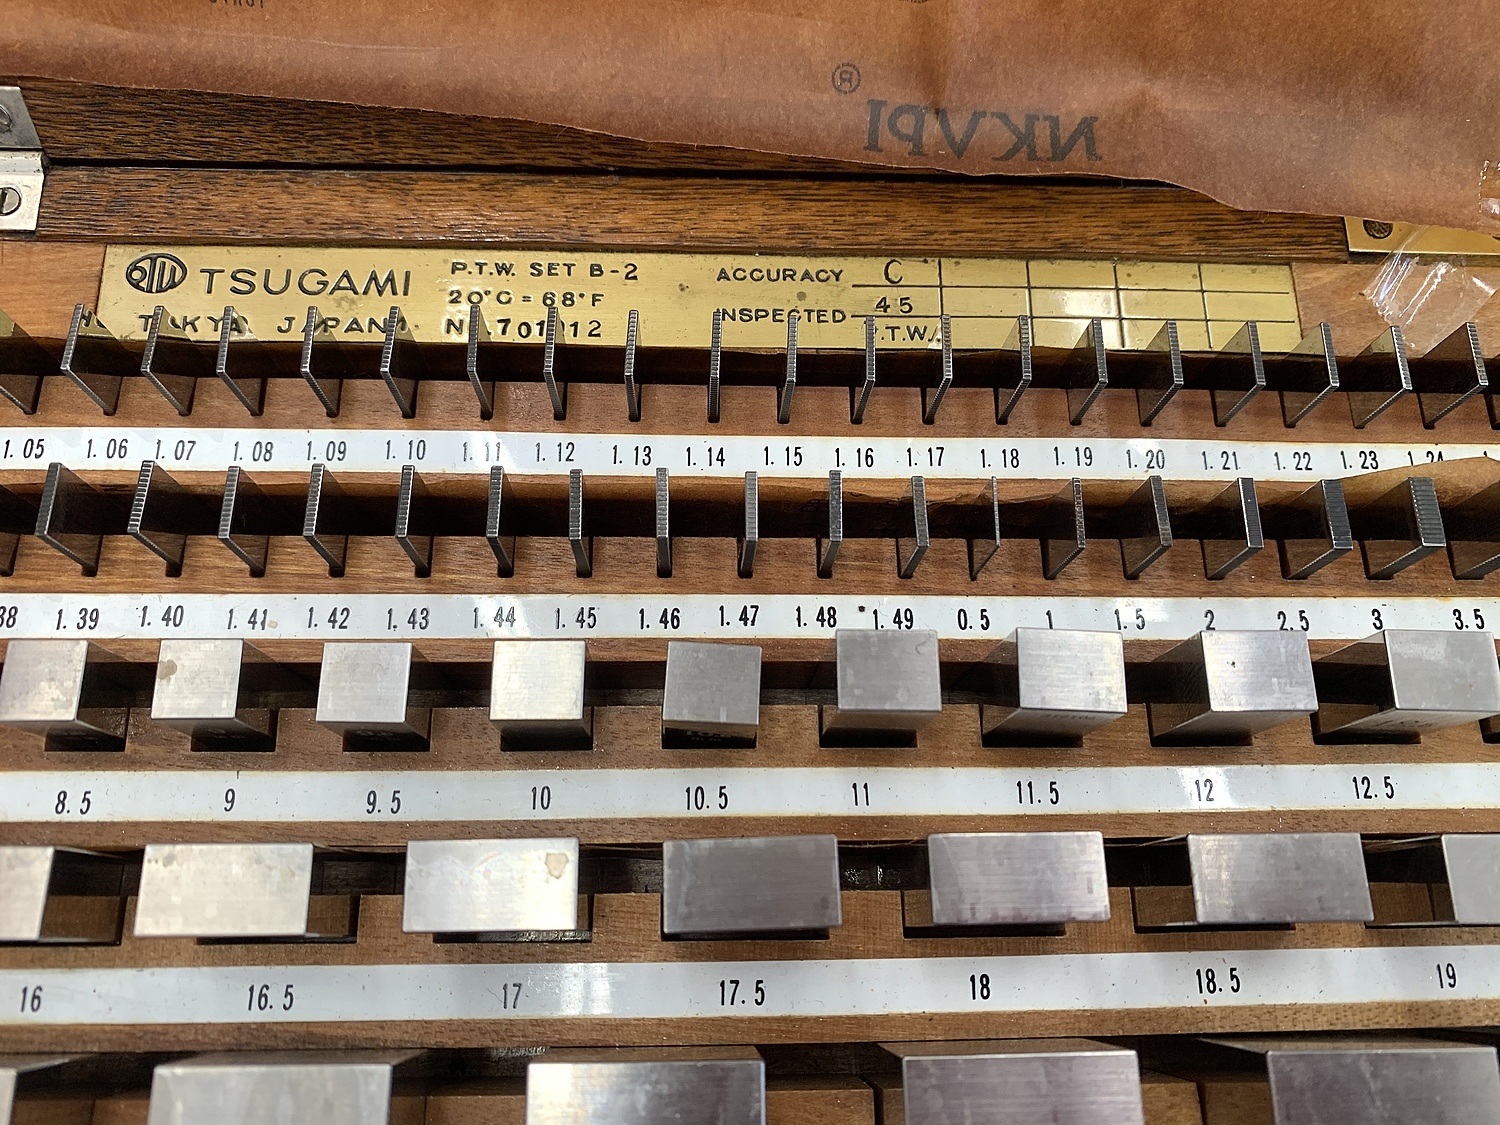 NKVPI ®
TSUGAMI
P.T.W. SET B-2
20°C = 68°F
JAPAN
ACCURACY C
45
INSPECTED P.T.W.
1.05 1.06 1.07 1.08 1.09 1.10 1.11 1.12 1.13 1.14 1.15 1.16 1.17 1.18 1.19 1.20 1.21 1.22 1.23 1.24
1.39 1.40 1.41 1.42 1.43 1.44 1.45 1.46 1.47 1.48 1.49 0.5 1 1.5 2 2.5 3 3.5
8.5 9 9.5 10 10.5 11 11.5 12 12.5
16 16.5 17 17.5 18 18.5 19